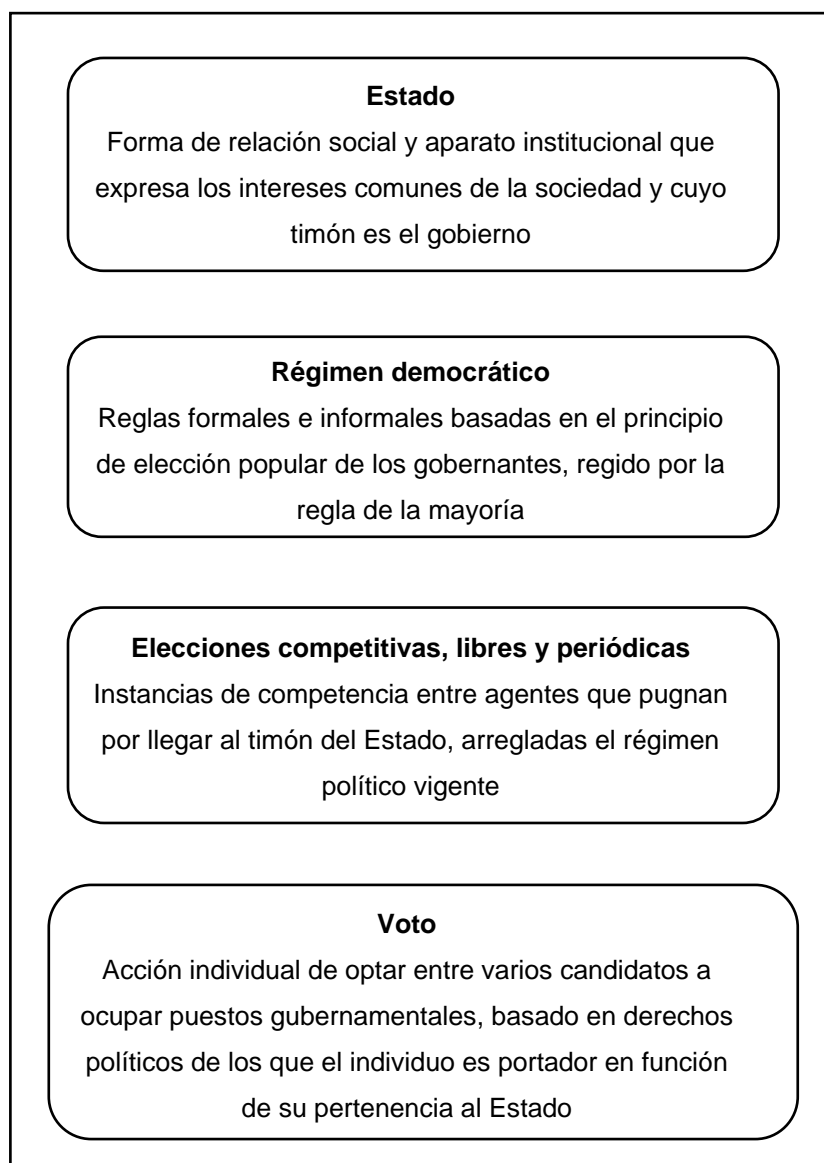 Estado
Forma de relación social y aparato institucional que
expresa los intereses comunes de la sociedad y cuyo
timón es el gobierno
Régimen democrático
Reglas formales e informales basadas en el principio
de elección popular de los gobernantes, regido por la
regla de la mayoría
Elecciones competitivas, libres y periódicas
Instancias de competencia entre agentes que pugnan
por llegar al timón del Estado, arregladas el régimen
político vigente
Voto
Acción individual de optar entre varios candidatos a
ocupar puestos gubernamentales, basado en derechos
políticos de los que el individuo es portador en función
de su pertenencia al Estado